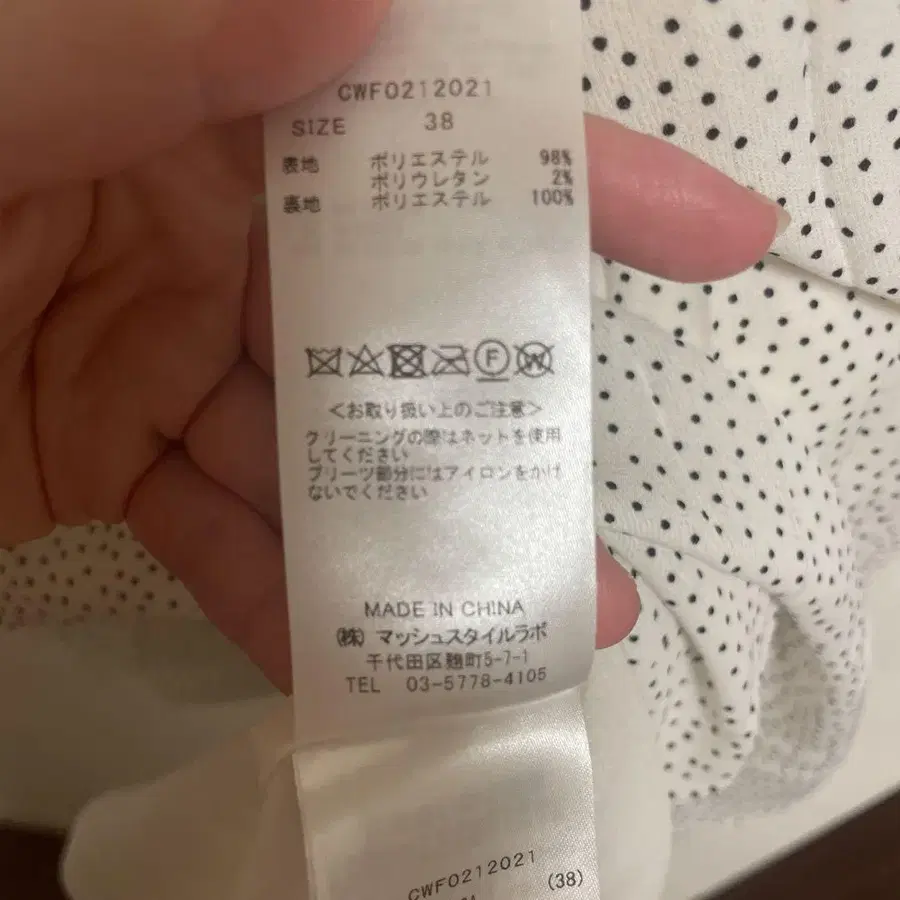 CWF0212021
SIZE 38
表地 ポリエステル 98%
ポリウレタン 2%
裏地 ポリエステル 100%
F W
<お取り扱い上のご注意>
クリーニングの際はネットを使用
してください
プリーツ部分にはアイロンをかけ
ないでください
MADE IN CHINA
(株) マッシュスタイルラボ
千代田区麹町5-7-1
TEL 03-5778-4105
CWF0212021 (38)